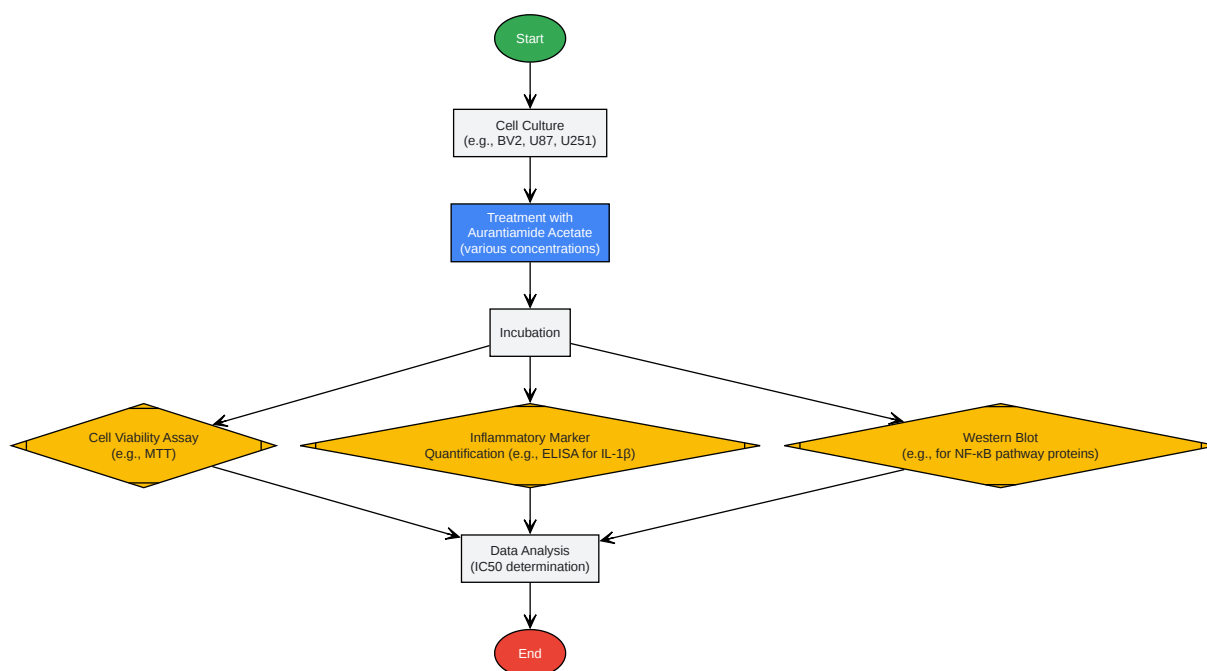 Start
Cell Culture
(e.g., BV2, U87, U251)
Treatment with
Aurantiamide Acetate
(various concentrations)
Incubation
Cell Viability Assay
(e.g., MTT)
Inflammatory Marker
Quantification (e.g., ELISA for IL-1β)
Western Blot
(e.g., for NF-κB pathway proteins)
Data Analysis
(IC50 determination)
End